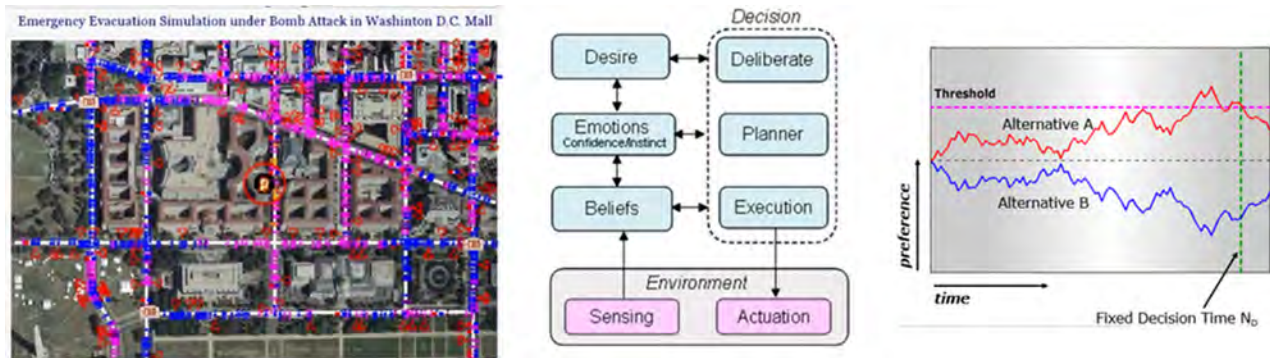 Emergency Evacuation Simulation under Bomb Attack in Washinton D.C. Mall
Decision
Desire
Deliberate
Emotions
Confidence/Instinct
Planner
Beliefs
Execution
Environment
Sensing
Actuation
Threshold
Alternative A
Alternative B
preference
time
Fixed Decision Time N_D